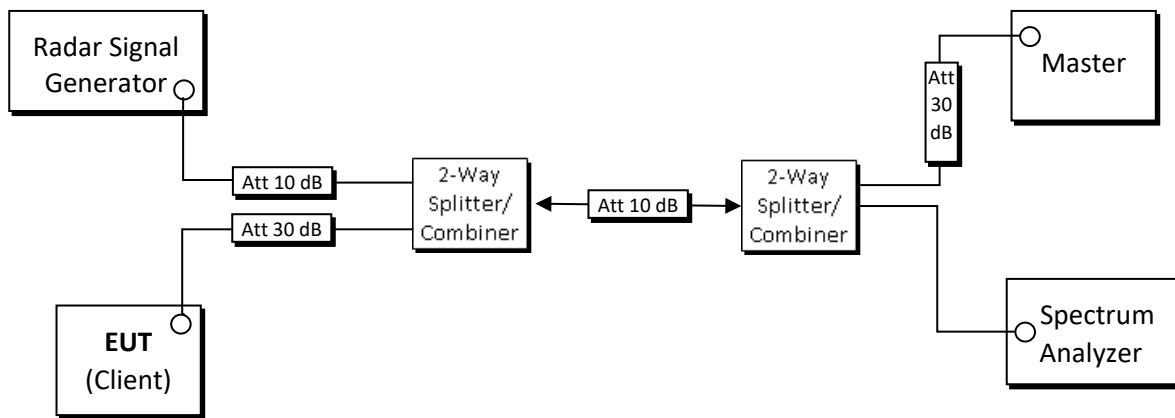 Radar Signal
Generator
Att 10 dB
Att 30 dB
EUT
(Client)
2-Way
Splitter/
Combiner
Att 10 dB
2-Way
Splitter/
Combiner
Att
30
dB
Master
Spectrum
Analyzer